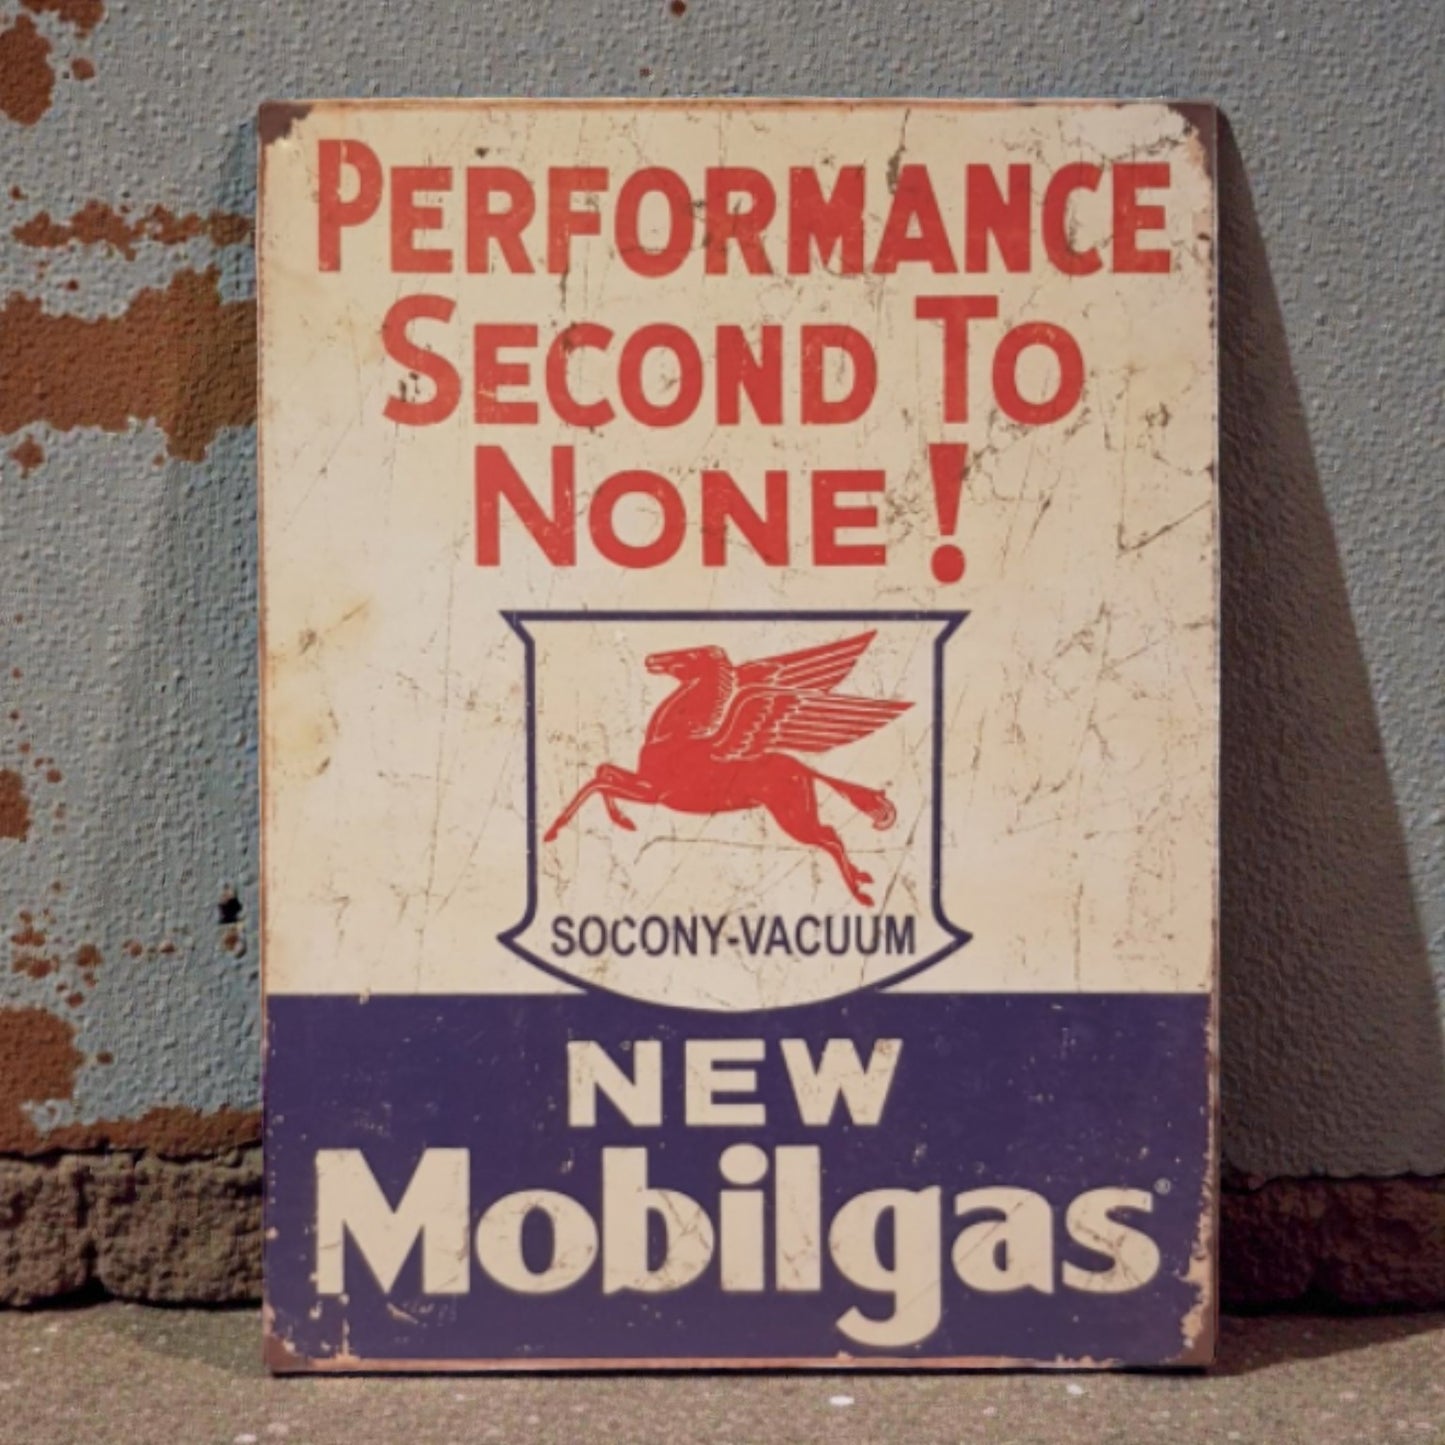 PERFORMANCE
SECOND TO
NONE!
SOCONY-VACUUM
NEW
Mobilgas®